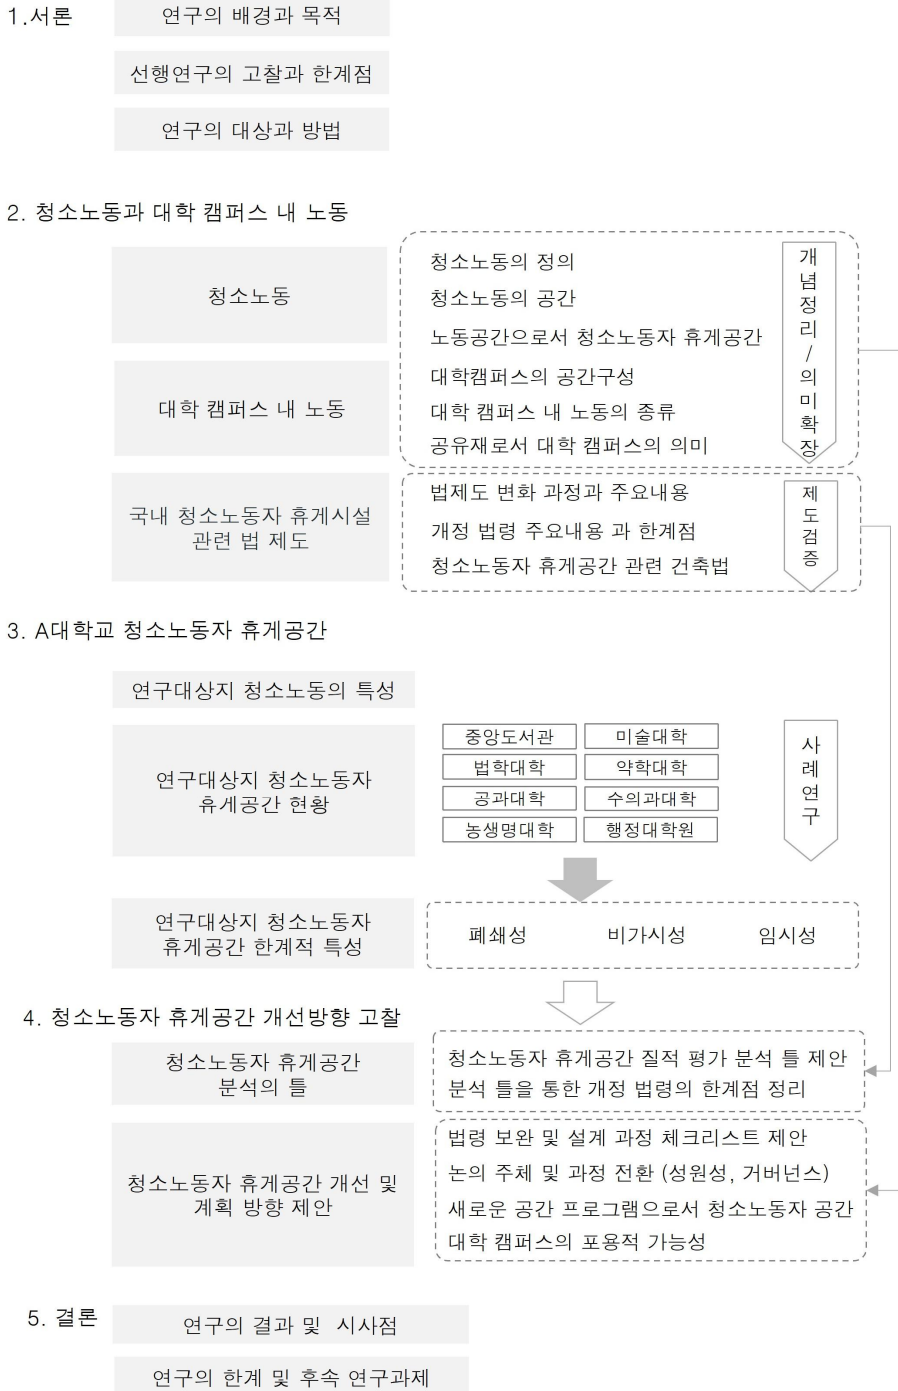 1.서론
연구의 배경과 목적
선행연구의 고찰과 한계점
연구의 대상과 방법
2. 청소노동과 대학 캠퍼스 내 노동
청소노동
대학 캠퍼스 내 노동
청소노동의 정의
청소노동의 공간
노동공간으로서 청소노동자 휴게공간
대학캠퍼스의 공간구성
대학 캠퍼스 내 노동의 종류
공유재로서 대학 캠퍼스의 의미
개념정리/의미확장
국내 청소노동자 휴게시설
관련 법 제도
법제도 변화 과정과 주요내용
개정 법령 주요내용 과 한계점
청소노동자 휴게공간 관련 건축법
제도검증
3. A대학교 청소노동자 휴게공간
연구대상지 청소노동의 특성
연구대상지 청소노동자
휴게공간 현황
중앙도서관 미술대학
법학대학 약학대학
공과대학 수의과대학
농생명대학 행정대학원
사례연구
연구대상지 청소노동자
휴게공간 한계적 특성
폐쇄성 비가시성 임시성
4. 청소노동자 휴게공간 개선방향 고찰
청소노동자 휴게공간
분석의 틀
청소노동자 휴게공간 질적 평가 분석 틀 제안
분석 틀을 통한 개정 법령의 한계점 정리
청소노동자 휴게공간 개선 및
계획 방향 제안
법령 보완 및 설계 과정 체크리스트 제안
논의 주체 및 과정 전환 (성원성, 거버넌스)
새로운 공간 프로그램으로서 청소노동자 공간
대학 캠퍼스의 포용적 가능성
5. 결론
연구의 결과 및 시사점
연구의 한계 및 후속 연구과제